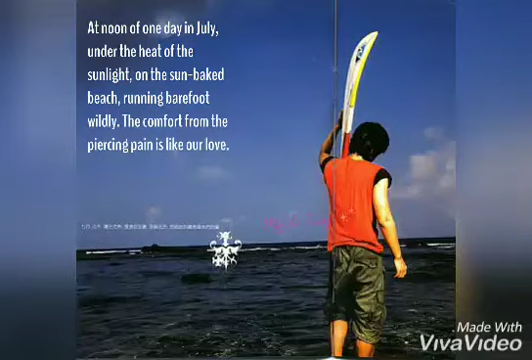 At noon of one day in July,
under the heat of the
sunlight, on the sun-baked
beach, running barefoot
wildly. The comfort from the
piercing pain is like our love.
Made With
VivaVideo